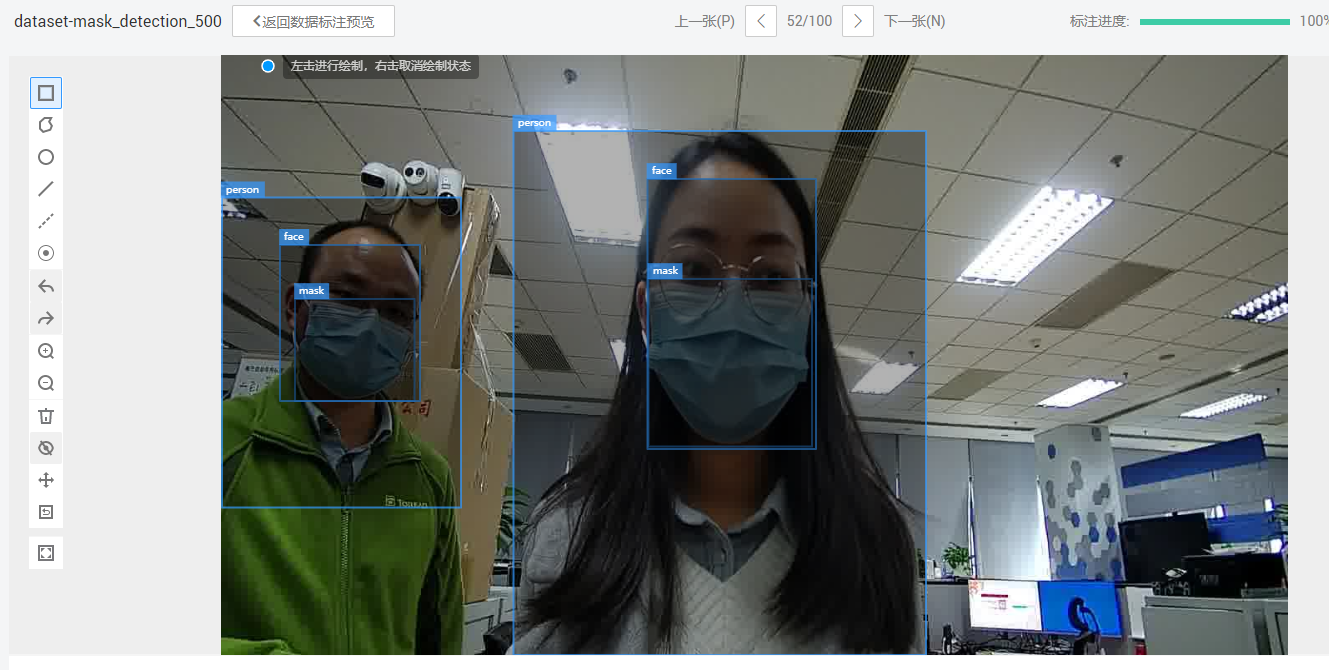 dataset-mask_detection_500
返回数据标注预览
上一张(P)
52/100
下一张(N)
标注进度:
100%
左击进行绘制，右击取消绘制状态
person
face
person
face
mask
mask
公司